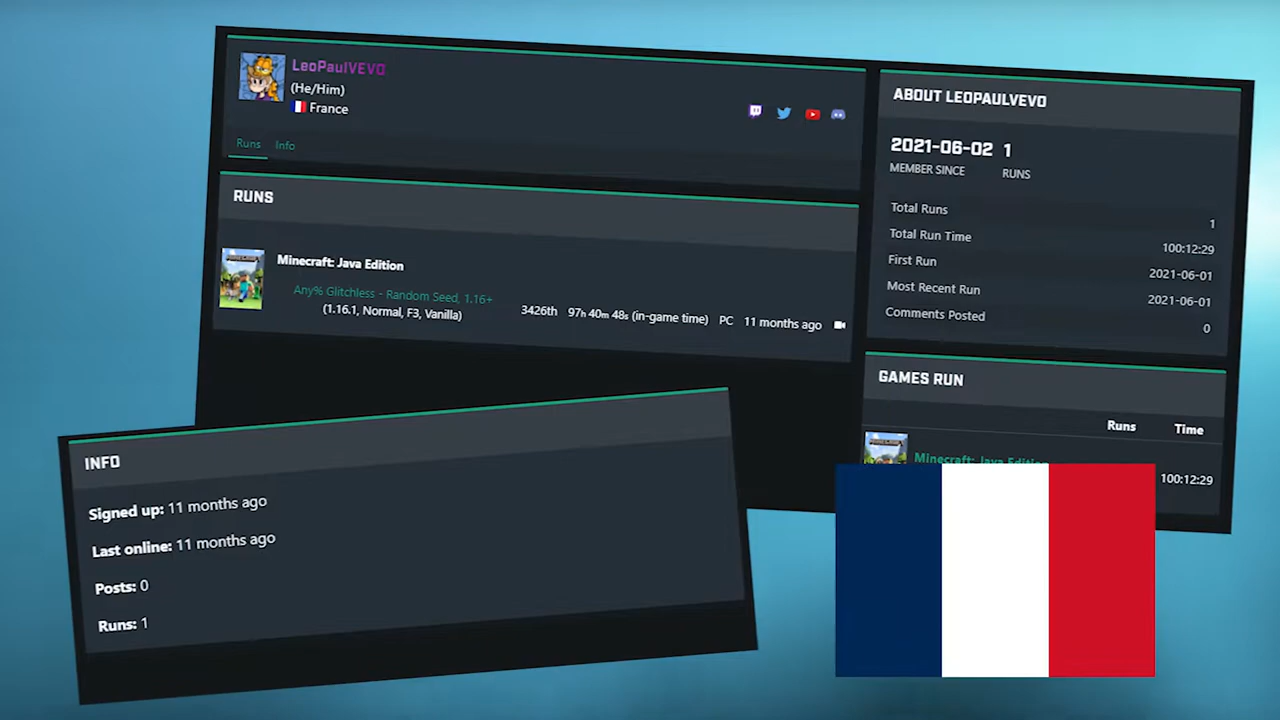 LeoPaulVEVO
(He/Him)
France
Runs Info
RUNS
Minecraft: Java Edition
Any% Glitchless - Random Seed, 1.16+
(1.16.1, Normal, F3, Vanilla)
3426th 97h 40m 48s (in-game time) PC 11 months ago
ABOUT LEOPAULVEVO
2021-06-02 1
MEMBER SINCE RUNS
Total Runs 1
Total Run Time 100:12:29
First Run 2021-06-01
Most Recent Run 2021-06-01
Comments Posted 0
GAMES RUN
Runs Time
Minecraft: Java Edition
100:12:29
INFO
Signed up: 11 months ago
Last online: 11 months ago
Posts: 0
Runs: 1